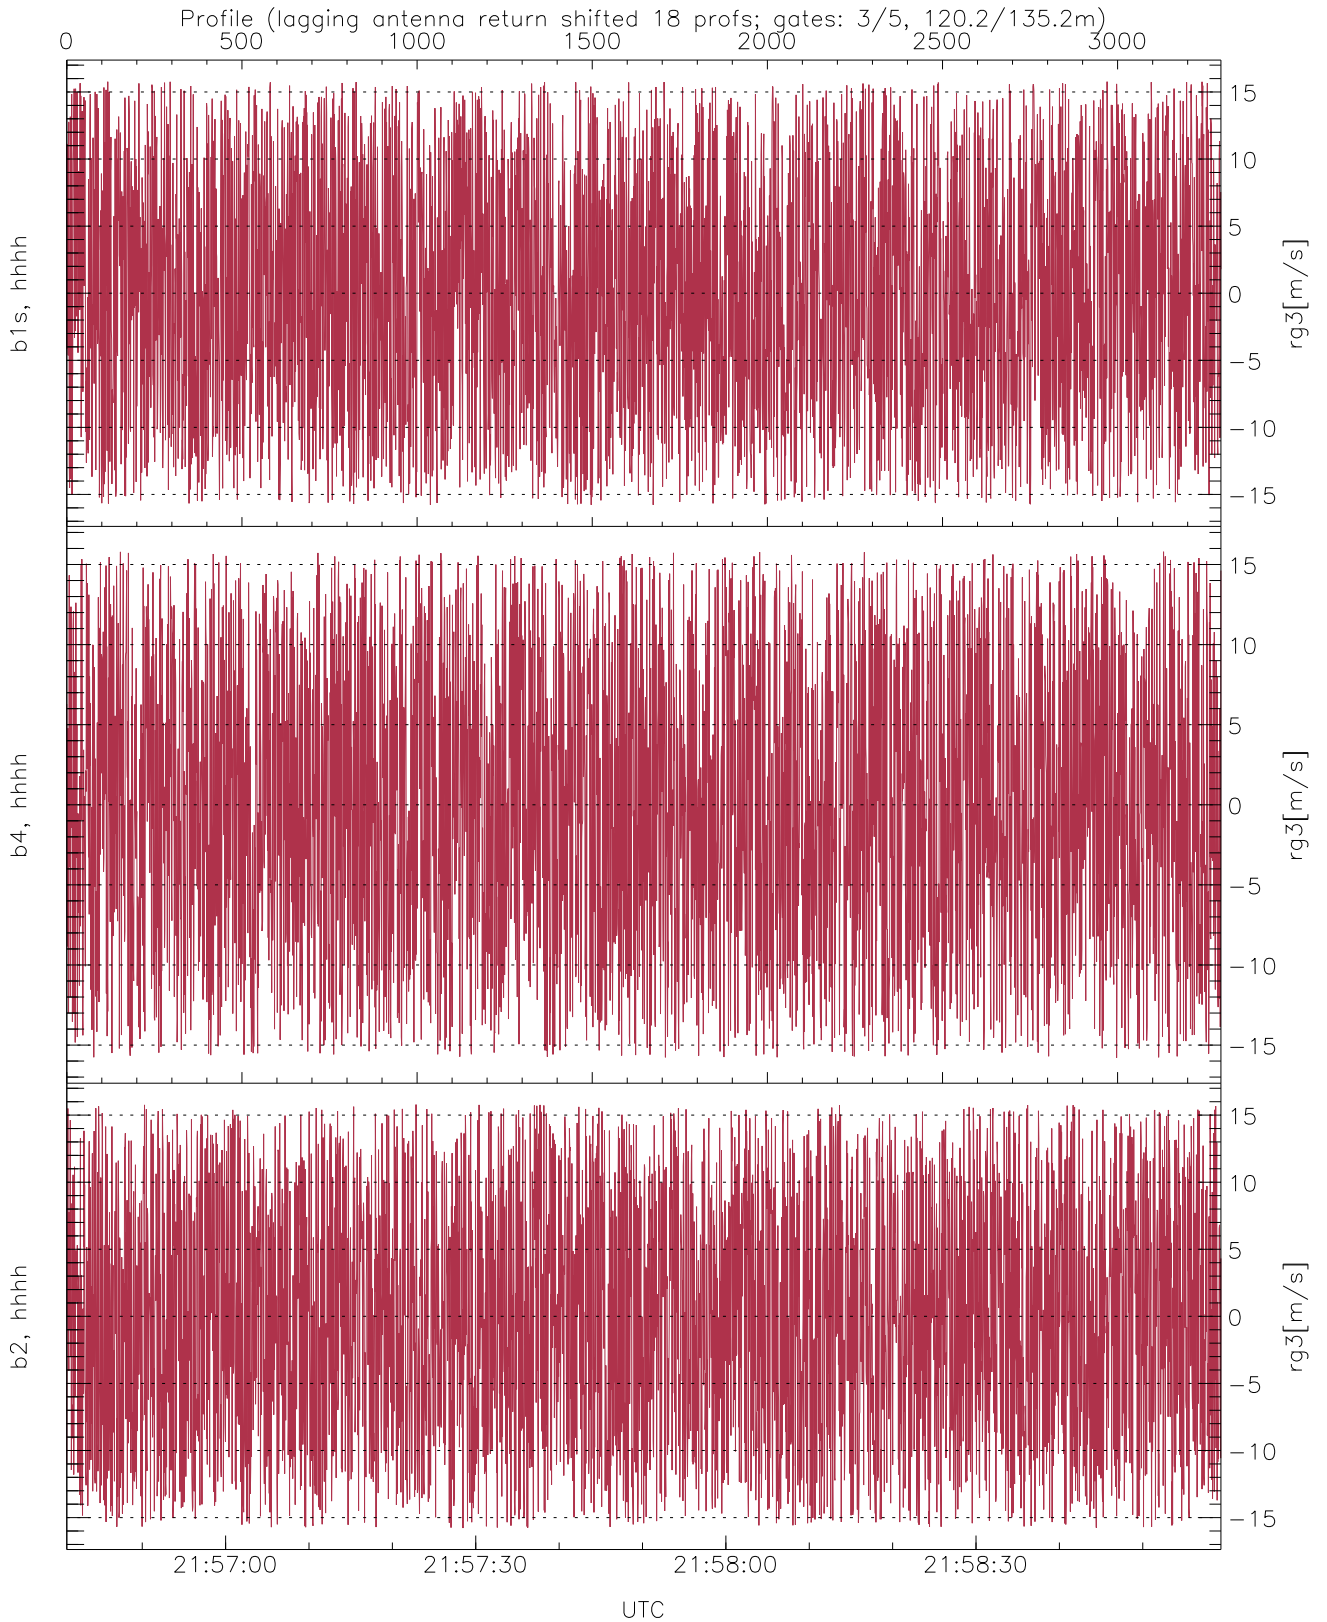 Profile (lagging antenna return shifted 18 profs; gates: 3/5, 120.2/135.2m)
0 500 1000 1500 2000 2500 3000
15
10
5
0
-5
-10
-15
b1s, hhhh
rg3[m/s]
15
10
5
0
-5
-10
-15
b4, hhhh
rg3[m/s]
15
10
5
0
-5
-10
-15
b2, hhhh
rg3[m/s]
21:57:00 21:57:30 21:58:00 21:58:30
UTC